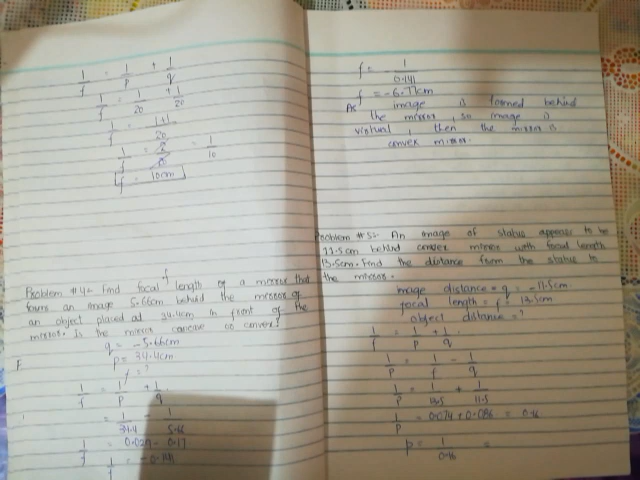 1/f = 1/p + 1/q
1/f = 1/20 + 1/20
1/f = 1+1/20
1/f = 2/20 = 1/10
f = 10cm
f
Problem #4:- Find focal length of a mirror that
forms an image 5.66cm behind the mirror of
an object placed ad 34.4cm in front of the
mirror. Is the mirror concave or convex?
q = -5.66cm
p = 34.4cm
f = ?
1/f = 1/p + 1/q
= 1/34.4 - 1/5.66
1/f = 0.029 - 0.17
1/f = -0.141
f = 1/0.141
f = -6.77cm
As image is formed behind
the mirror, so image is
virtual, then the mirror is
convex mirror.
Problem #5:- An image of status appears to be
11.5cm behind convex mirror with focal length
13.5cm. Find the distance from the status to
the mirror.
Image distance = q = -11.5cm
focal length = f = 13.5cm
object distance = ?
1/f = 1/p + 1/q
1/p = 1/f - 1/q
1/p = 1/13.5 + 1/11.5
1/p = 0.074 + 0.086 = 0.16
p = 1/0.16 =